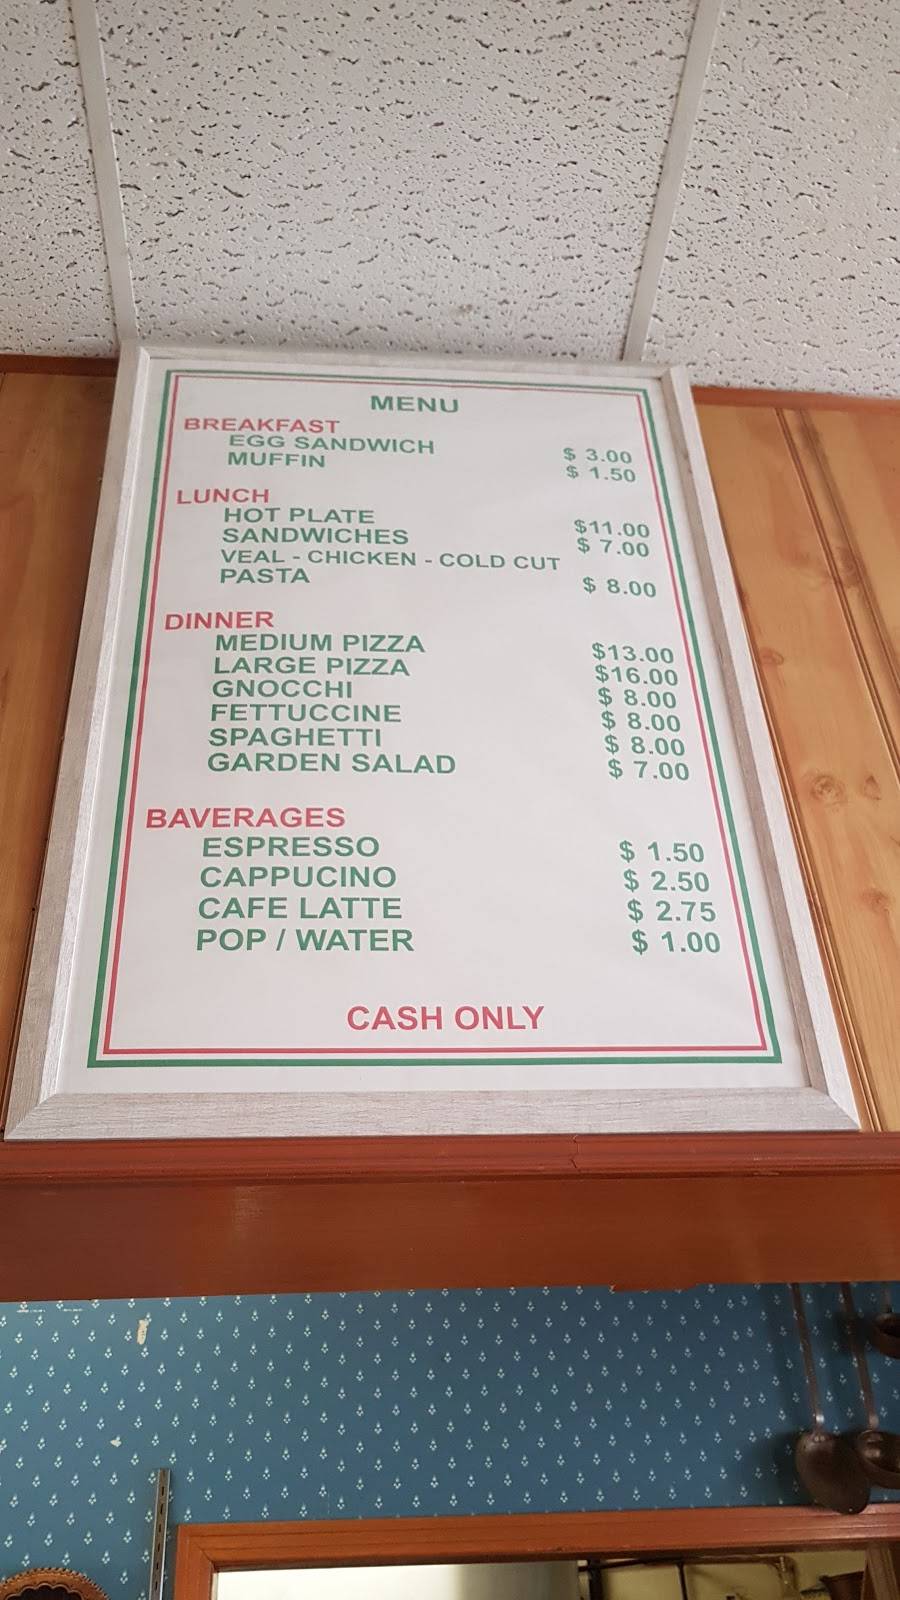 MENU
BREAKFAST
EGG SANDWICH $ 3.00
MUFFIN $ 1.50
LUNCH
HOT PLATE $11.00
SANDWICHES $ 7.00
VEAL - CHICKEN - COLD CUT
PASTA $ 8.00
DINNER
MEDIUM PIZZA $13.00
LARGE PIZZA $16.00
GNOCCHI $ 8.00
FETTUCCINE $ 8.00
SPAGHETTI $ 8.00
GARDEN SALAD $ 7.00
BAVERAGES
ESPRESSO $ 1.50
CAPPUCINO $ 2.50
CAFE LATTE $ 2.75
POP / WATER $ 1.00
CASH ONLY